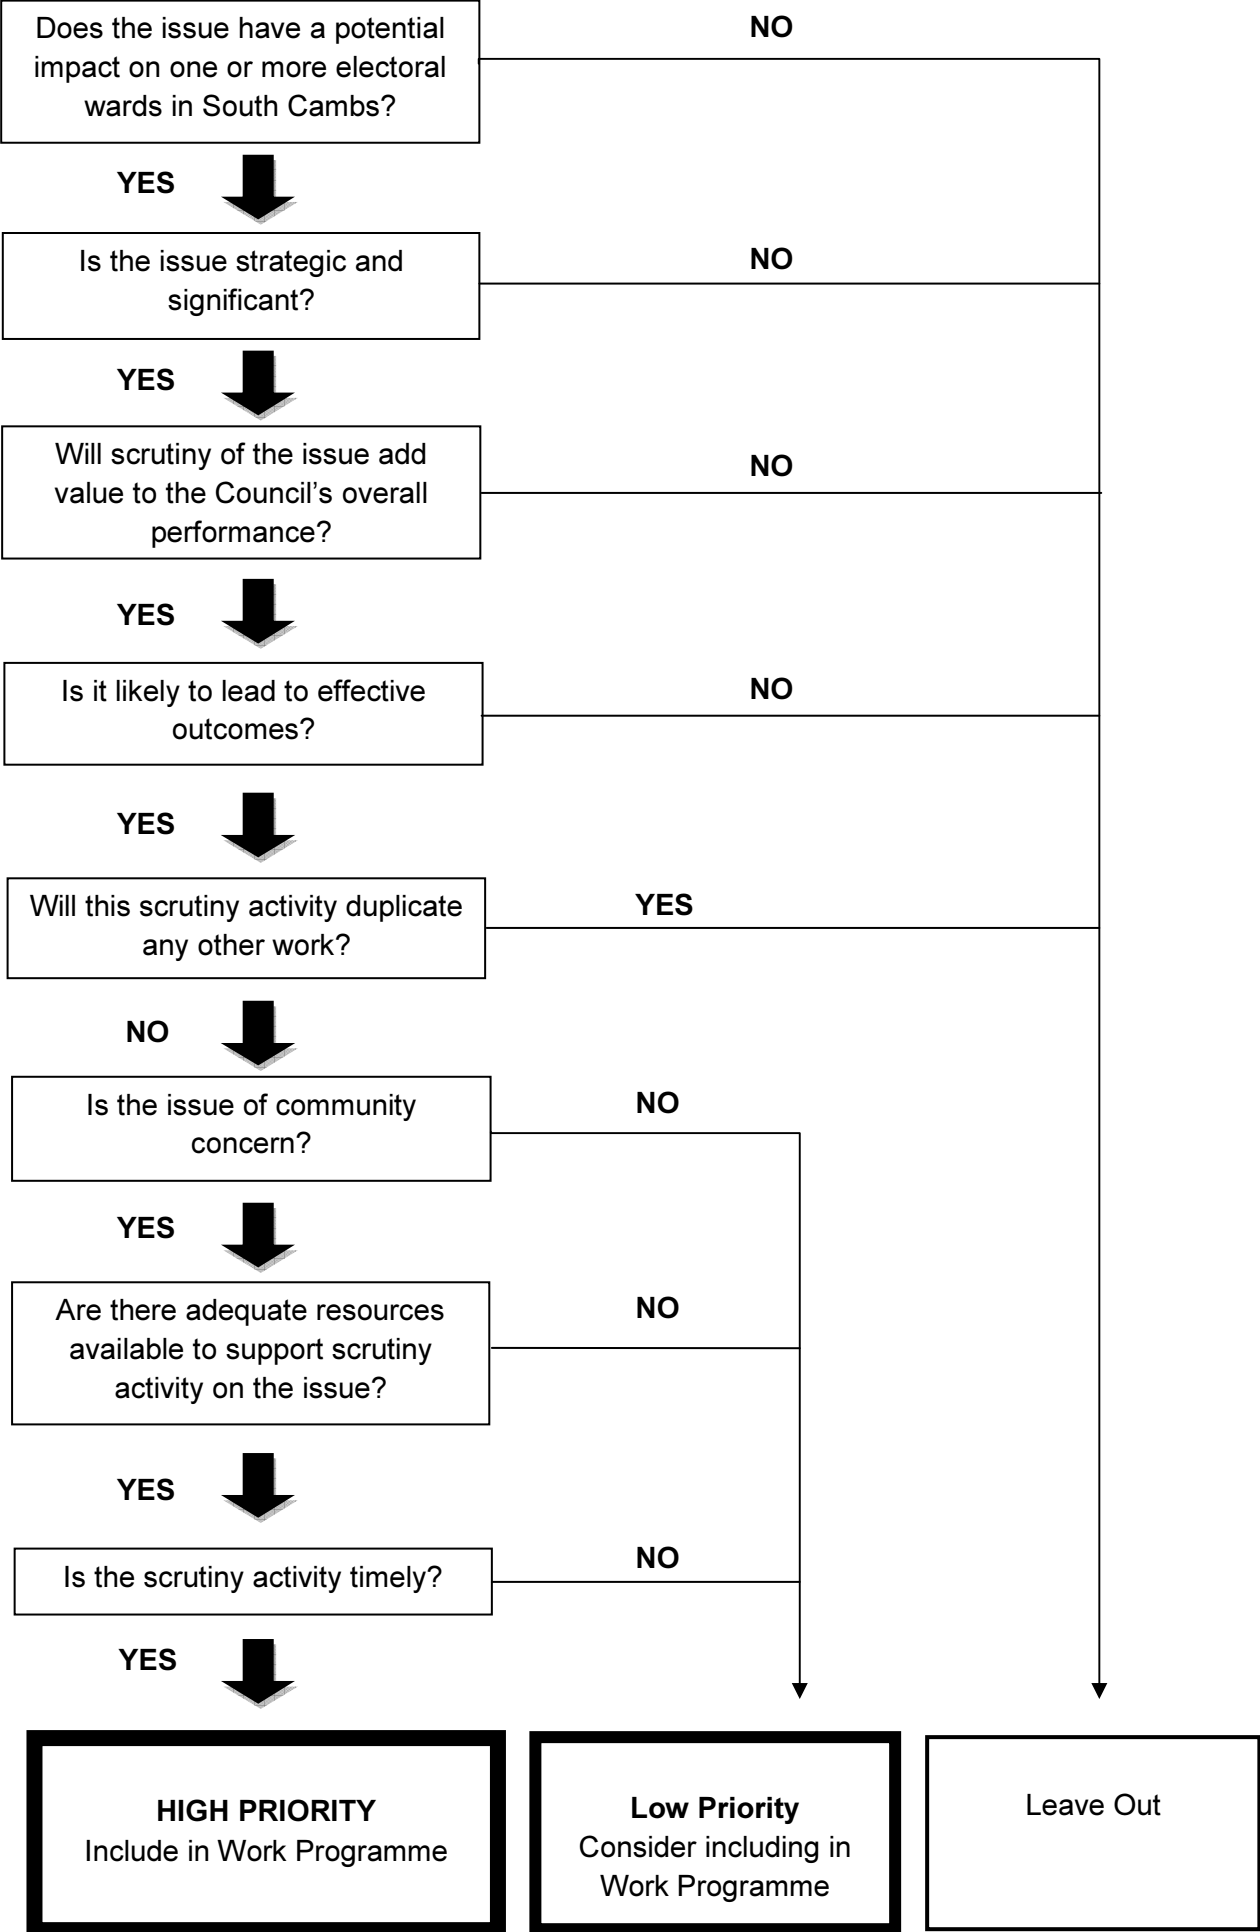 Does the issue have a potential
impact on one or more electoral
wards in South Cambs?
NO
YES
Is the issue strategic and
significant?
NO
YES
Will scrutiny of the issue add
value to the Council’s overall
performance?
NO
YES
Is it likely to lead to effective
outcomes?
NO
YES
Will this scrutiny activity duplicate
any other work?
YES
NO
Is the issue of community
concern?
NO
YES
Are there adequate resources
available to support scrutiny
activity on the issue?
NO
YES
Is the scrutiny activity timely?
NO
YES
HIGH PRIORITY
Include in Work Programme
Low Priority
Consider including in
Work Programme
Leave Out